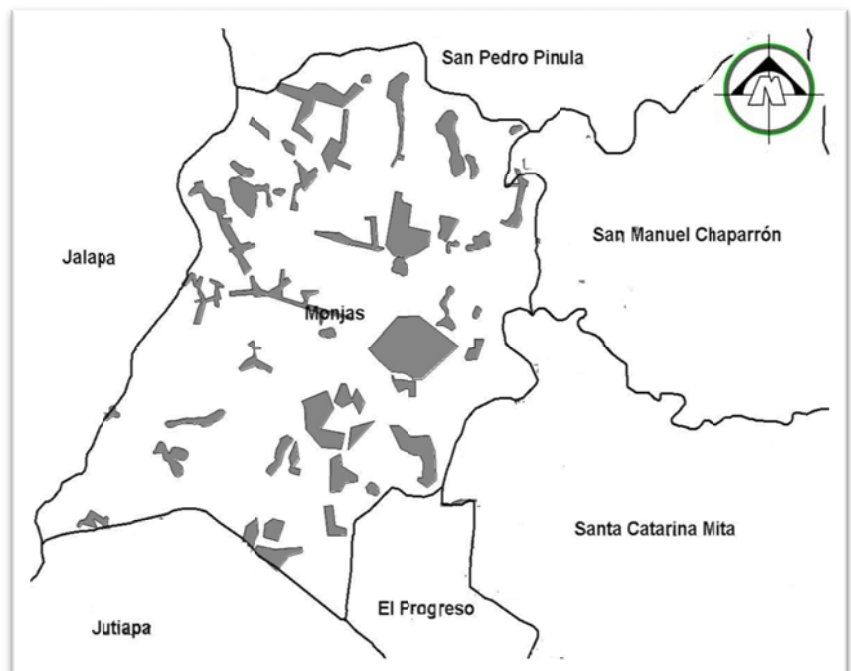 San Pedro Pinula
San Manuel Chaparrón
Jalapa
Monjas
Santa Catarina Mita
El Progreso
Jutiapa